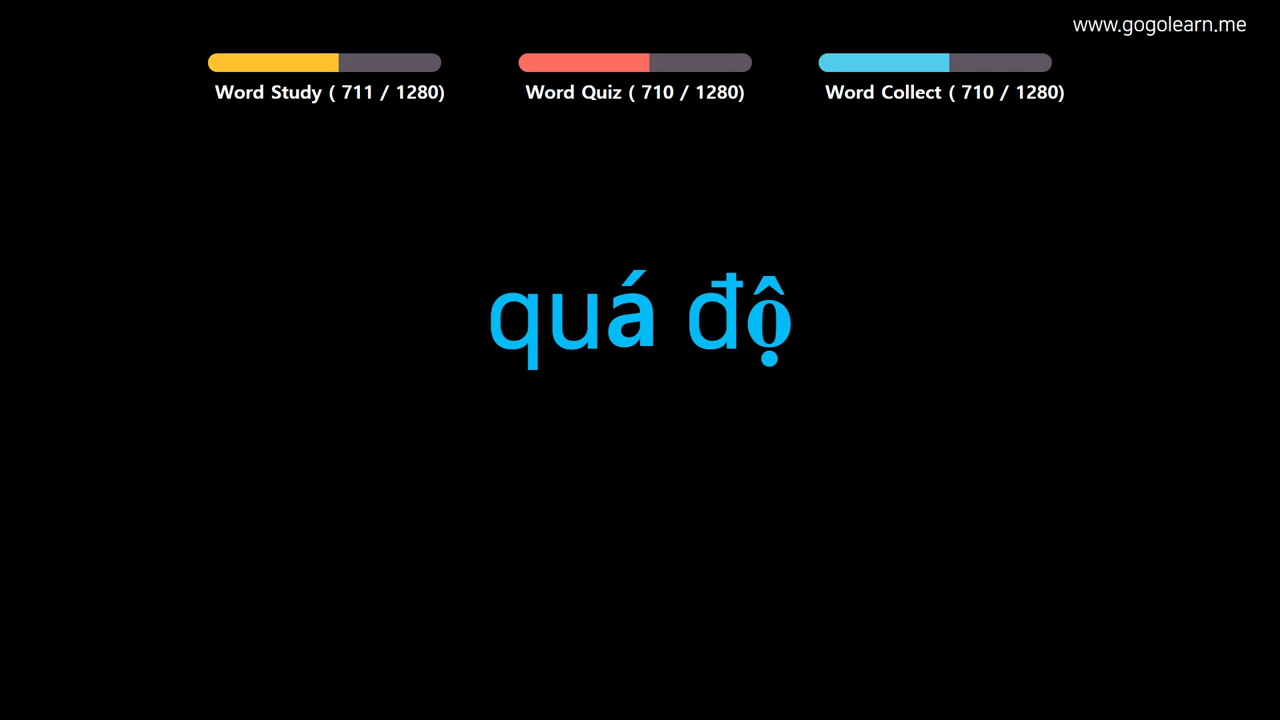 www.gogolearn.me
Word Study ( 711 / 1280)
Word Quiz ( 710 / 1280)
Word Collect ( 710 / 1280)
quá độ